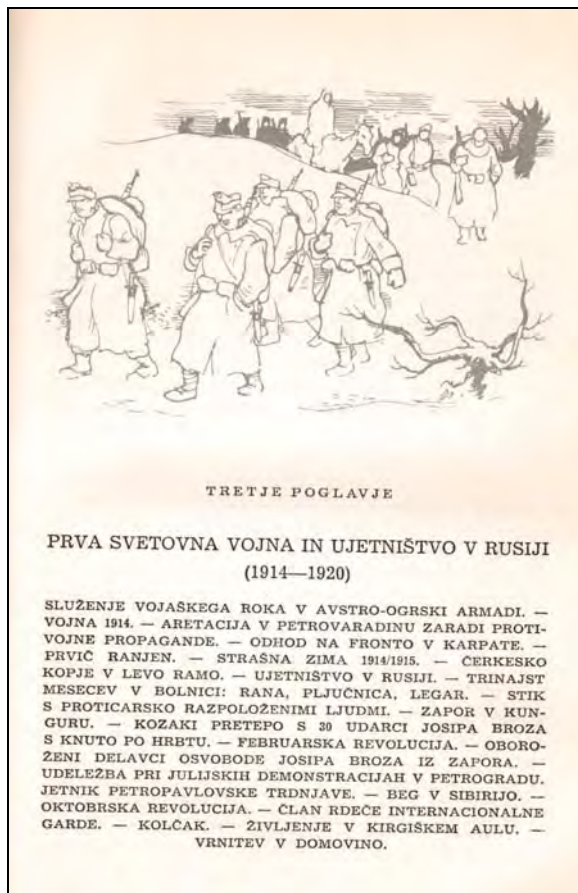 TRETJE POGLAVJE
PRVA SVETOVNA VOJNA IN UJETNIŠTVO V RUSIJI
(1914—1920)
SLUŽENJE VOJAŠKEGA ROKA V AVSTRO-OGRSKI ARMADI. —
VOJNA 1914. — ARETACIJA V PETROVARADINU ZARADI PROTI-
VOJNE PROPAGANDE. — ODHOD NA FRONTO V KARPATE. —
PRVIČ RANJEN. — STRAŠNA ZIMA 1914/1915. — ČERKESKO
KOPJE V LEVO RAMO. — UJETNIŠTVO V RUSIJI. — TRINAJST
MESECEV V BOLNICI: RANA, PLJUČNICA, LEGAR. — STIK
S PROTICARSKO RAZPOLOŽENIMI LJUDMI. — ZAPOR V KUN-
GURU. — KOZAKI PRETEPO S 30 UDARCI JOSIPA BROZA
S KNUTO PO HRBTU. — FEBRUARSKA REVOLUCIJA. — OBORO-
ŽENI DELAVCI OSVOBODE JOSIPA BROZA IZ ZAPORA. —
UDELEŽBA PRI JULIJSKIH DEMONSTRACIJAH V PETROGRADU.
JETNIK PETROPAVLOVSKE TRDNJAVE. — BEG V SIBIRIJO. —
OKTOBRSKA REVOLUCIJA. — ČLAN RDEČE INTERNACIONALNE
GARDE. — KOLČAK. — ŽIVLJENJE V KIRGIŠKEM AULU. —
VRNITEV V DOMOVINO.